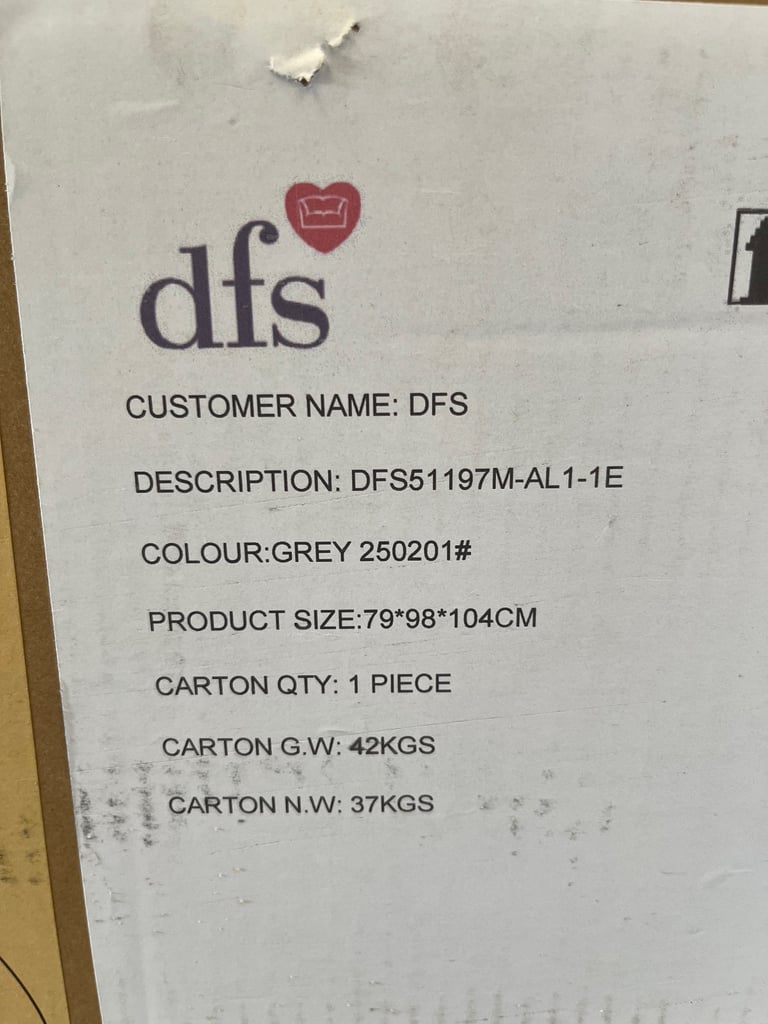 dfs
CUSTOMER NAME: DFS
DESCRIPTION: DFS51197M-AL1-1E
COLOUR:GREY 250201#
PRODUCT SIZE:79*98*104CM
CARTON QTY: 1 PIECE
CARTON G.W: 42KGS
CARTON N.W: 37KGS